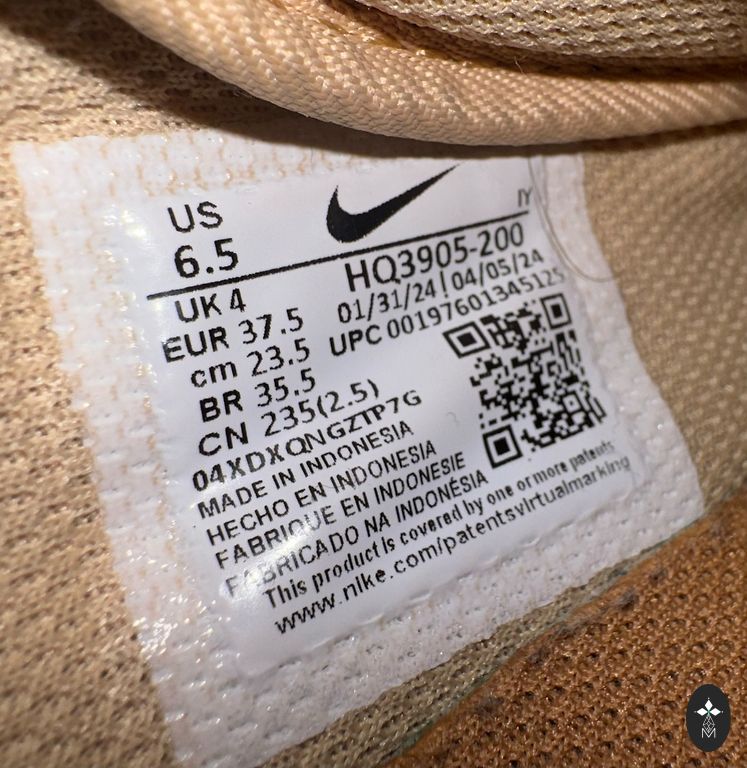 US
6.5
IY
UK 4
EUR 37.5
cm 23.5
BR 35.5
CN 235(2.5)
HQ3905-200
01/31/24 | 04/05/24
UPC 00197601345125
04XDXQNGZTP7G
MADE IN INDONESIA
HECHO EN INDONESIA
FABRIQUE EN INDONESIE
FABRICADO NA INDONÉSIA
This product is covered by one or more patents
www.nike.com/patentsvirtualmarking
M